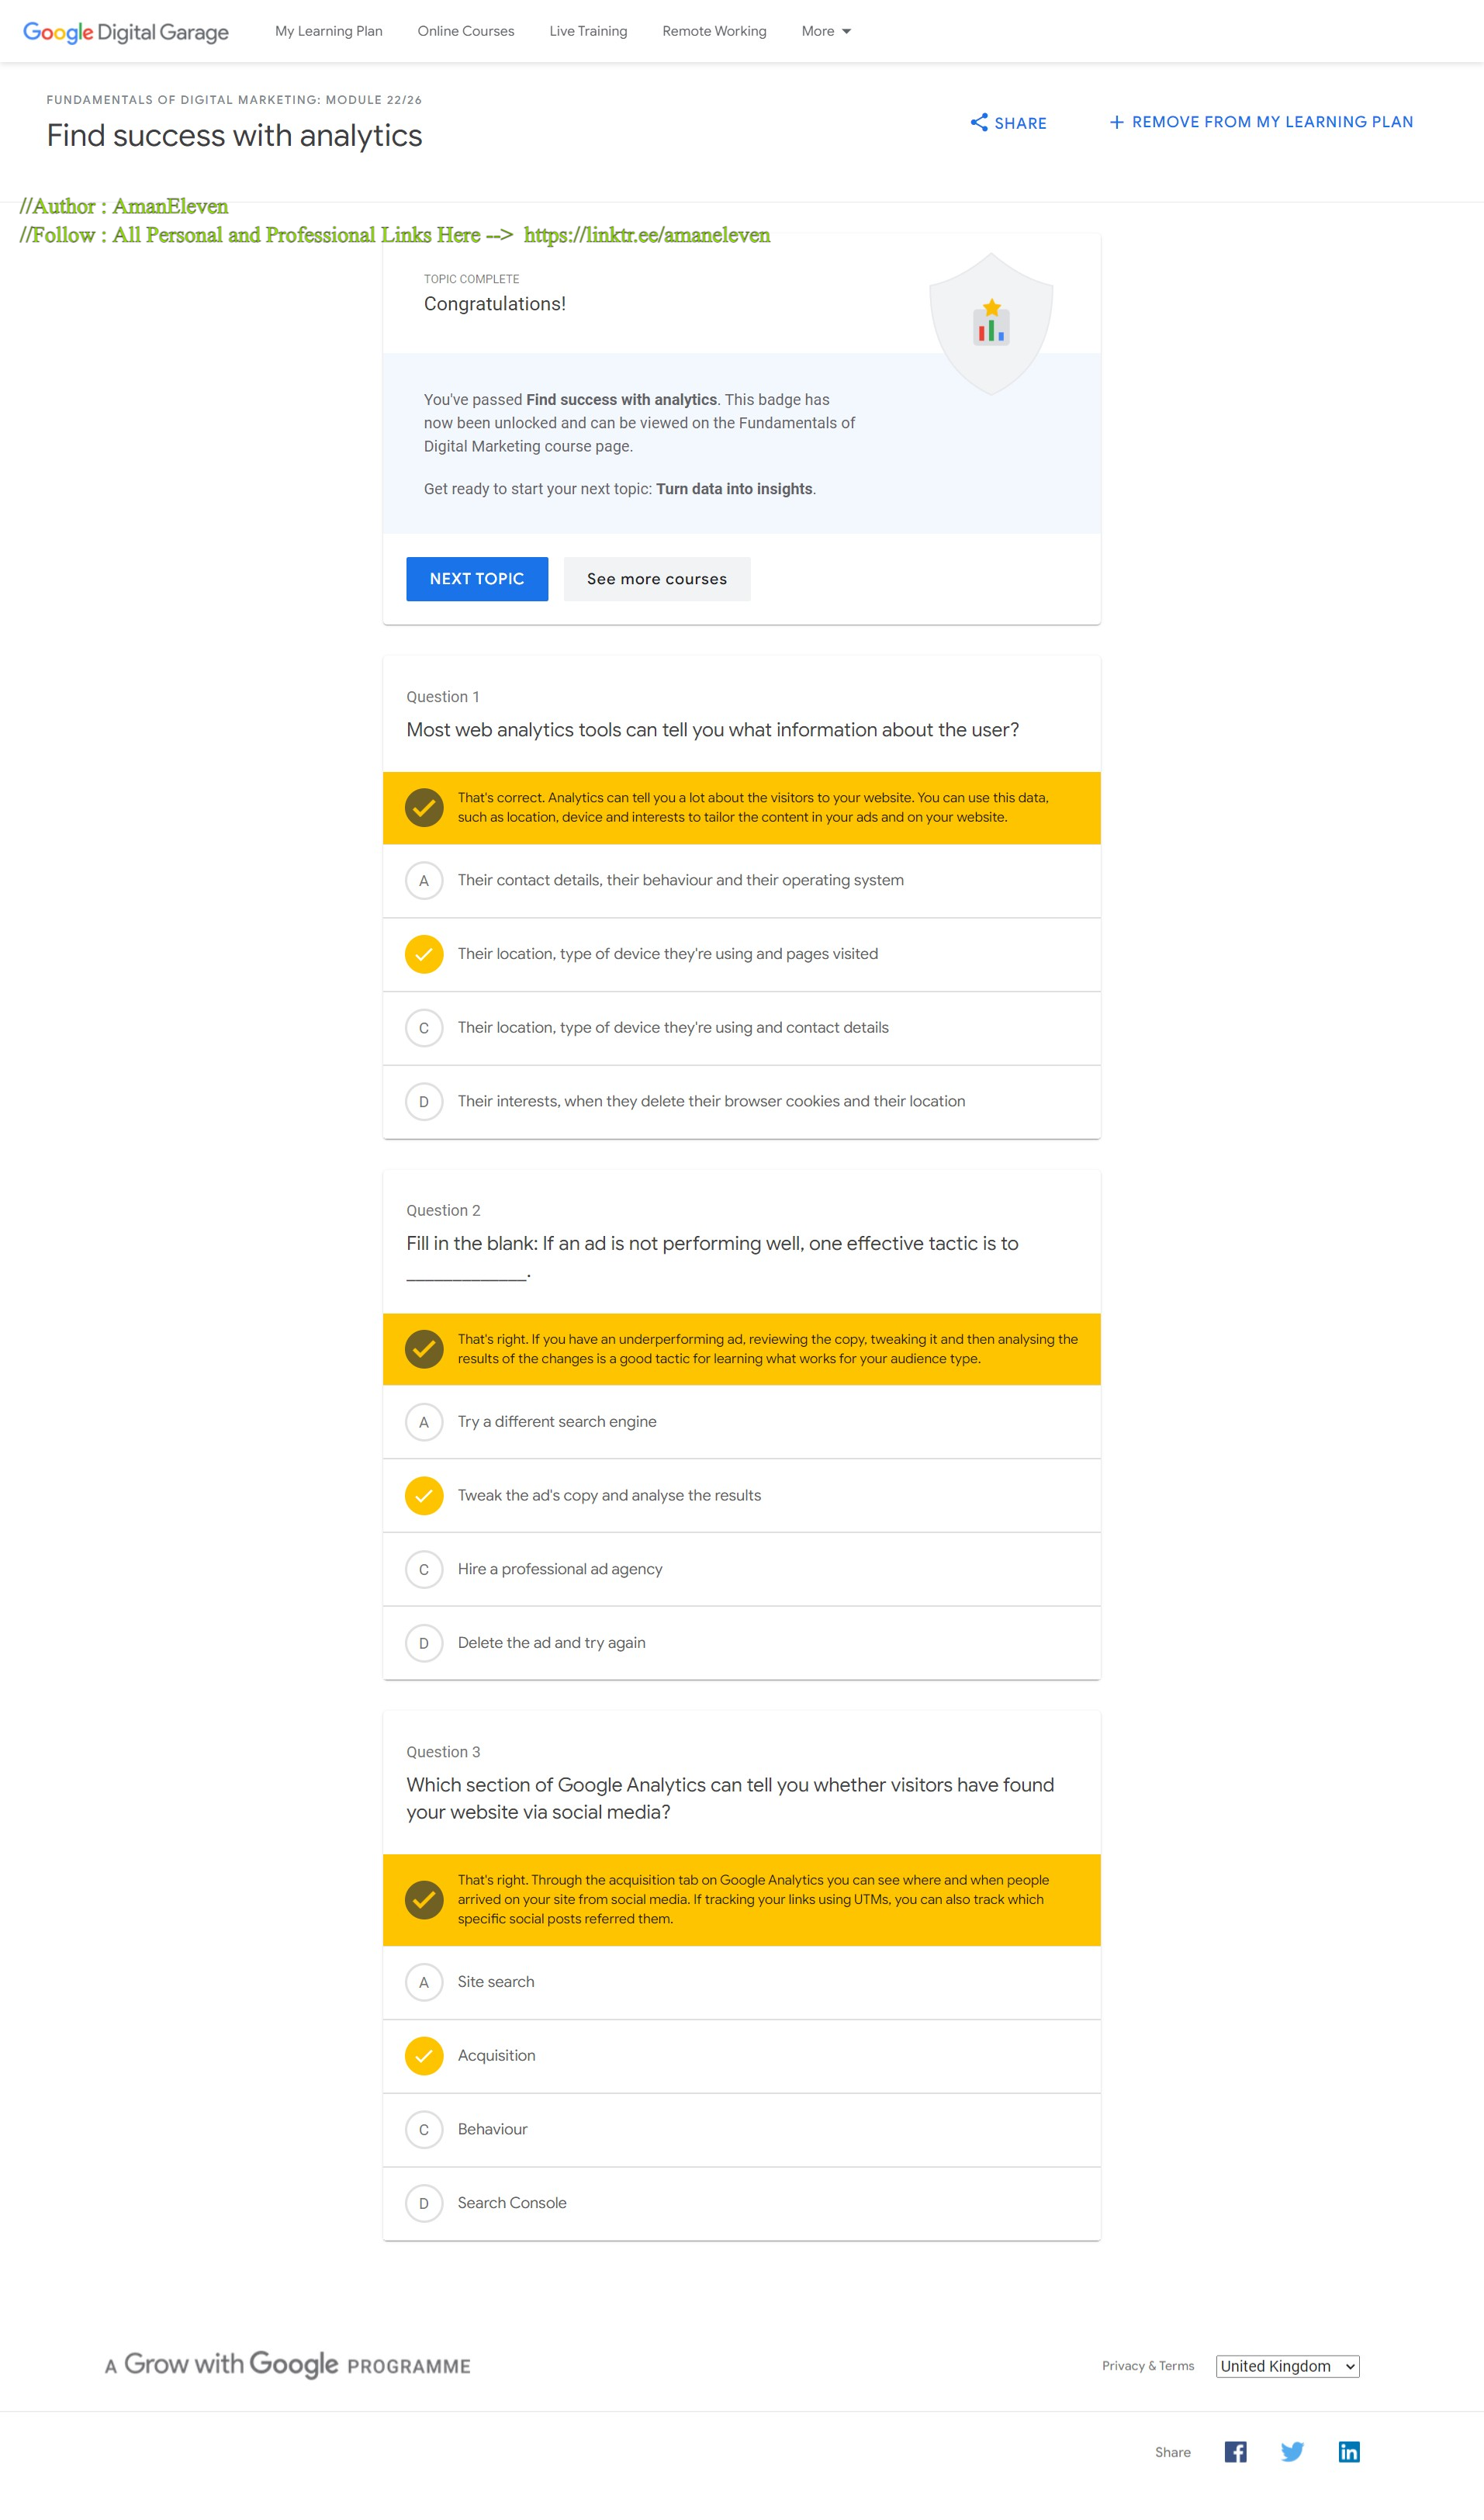 Google Digital Garage My Learning Plan Online Courses Live Training Remote Working More
FUNDAMENTALS OF DIGITAL MARKETING: MODULE 22/26
Find success with analytics
SHARE + REMOVE FROM MY LEARNING PLAN
//Author : AmanEleven
//Follow : All Personal and Professional Links Here --> https://linktr.ee/amaneleven
TOPIC COMPLETE
Congratulations!
You've passed Find success with analytics. This badge has
now been unlocked and can be viewed on the Fundamentals of
Digital Marketing course page.
Get ready to start your next topic: Turn data into insights.
NEXT TOPIC See more courses
Question 1
Most web analytics tools can tell you what information about the user?
That's correct. Analytics can tell you a lot about the visitors to your website. You can use this data,
such as location, device and interests to tailor the content in your ads and on your website.
A Their contact details, their behaviour and their operating system
Their location, type of device they're using and pages visited
C Their location, type of device they're using and contact details
D Their interests, when they delete their browser cookies and their location
Question 2
Fill in the blank: If an ad is not performing well, one effective tactic is to
_____________.
That's right. If you have an underperforming ad, reviewing the copy, tweaking it and then analysing the
results of the changes is a good tactic for learning what works for your audience type.
A Try a different search engine
Tweak the ad's copy and analyse the results
C Hire a professional ad agency
D Delete the ad and try again
Question 3
Which section of Google Analytics can tell you whether visitors have found
your website via social media?
That's right. Through the acquisition tab on Google Analytics you can see where and when people
arrived on your site from social media. If tracking your links using UTMs, you can also track which
specific social posts referred them.
A Site search
Acquisition
C Behaviour
D Search Console
A Grow with Google PROGRAMME
Privacy & Terms United Kingdom
Share